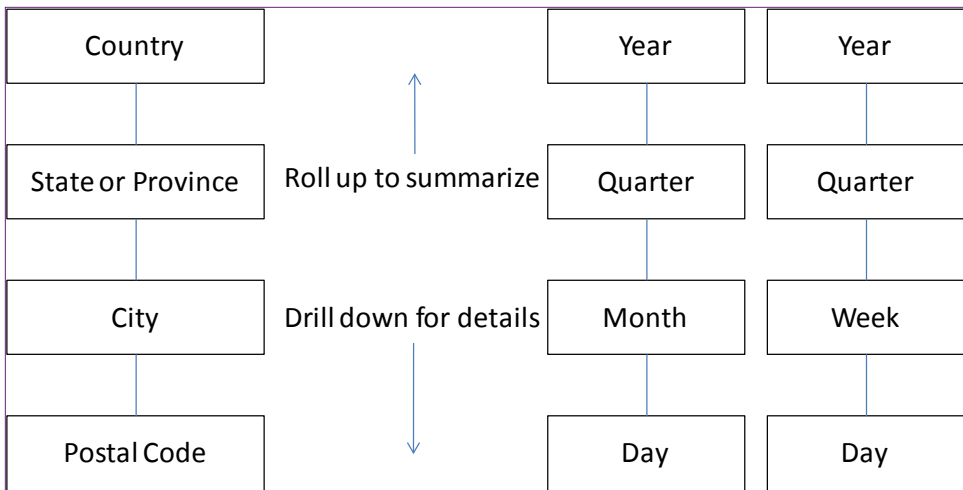 Country
Year
Year
State or Province
Roll up to summarize
Quarter
Quarter
City
Drill down for details
Month
Week
Postal Code
Day
Day